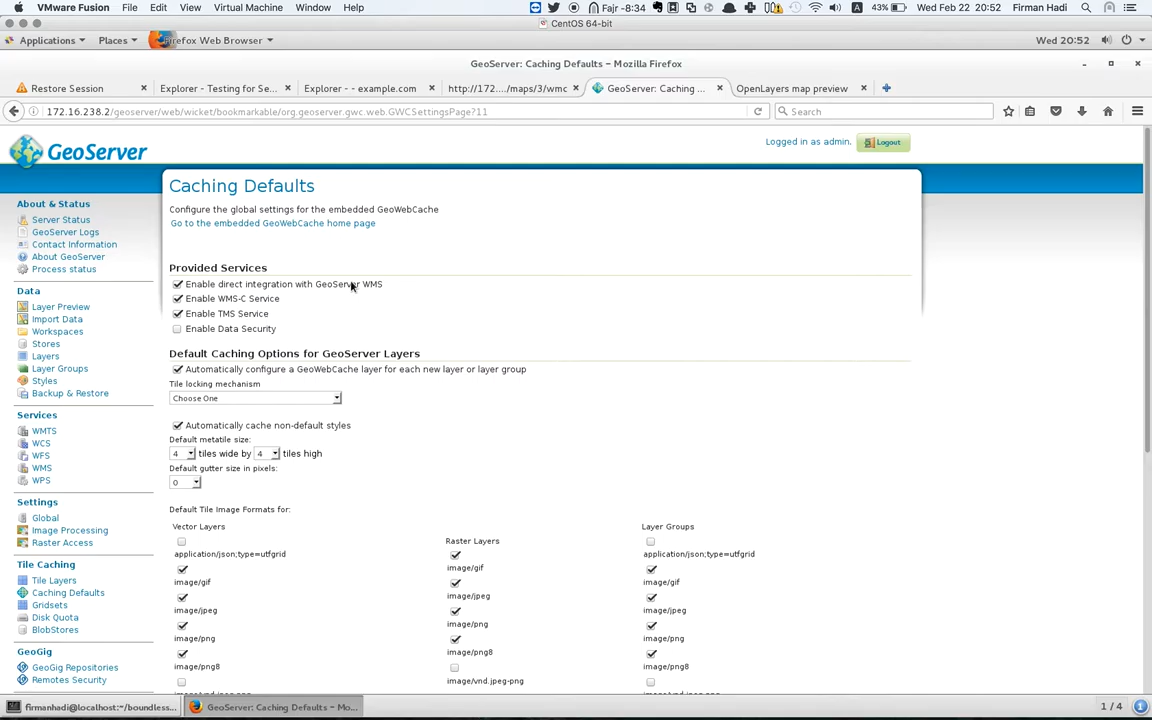 VMware Fusion File Edit View Virtual Machine Window Help Fajr -8:34 A 43% Wed Feb 22 20:52 Firman Hadi
CentOS 64-bit
Applications Places Firefox Web Browser Wed 20:52
GeoServer: Caching Defaults - Mozilla Firefox
Restore Session Explorer - Testing for Se... Explorer - - example.com http://172..../maps/3/wmc GeoServer: Caching ... OpenLayers map preview
172.16.238.2/geoserver/web/wicket/bookmarkable/org.geoserver.gwc.web.GWCSettingsPage?11 Search
GeoServer
Logged in as admin. Logout
About & Status
Server Status
GeoServer Logs
Contact Information
About GeoServer
Process status
Data
Layer Preview
Import Data
Workspaces
Stores
Layers
Layer Groups
Styles
Backup & Restore
Services
WMTS
WCS
WFS
WMS
WPS
Settings
Global
Image Processing
Raster Access
Tile Caching
Tile Layers
Caching Defaults
Gridsets
Disk Quota
BlobStores
GeoGig
GeoGig Repositories
Remotes Security
Caching Defaults
Configure the global settings for the embedded GeoWebCache
Go to the embedded GeoWebCache home page
Provided Services
Enable direct integration with GeoServer WMS
Enable WMS-C Service
Enable TMS Service
Enable Data Security
Default Caching Options for GeoServer Layers
Automatically configure a GeoWebCache layer for each new layer or layer group
Tile locking mechanism
Choose One
Automatically cache non-default styles
Default metatile size:
4 tiles wide by 4 tiles high
Default gutter size in pixels:
0
Default Tile Image Formats for:
Vector Layers
application/json;type=utfgrid
image/gif
image/jpeg
image/png
image/png8
Raster Layers
image/gif
image/jpeg
image/png
image/png8
image/vnd.jpeg-png
Layer Groups
application/json;type=utfgrid
image/gif
image/jpeg
image/png
image/png8
firmanhadi@localhost:~/boundless... GeoServer: Caching Defaults - Mo... 1 / 4